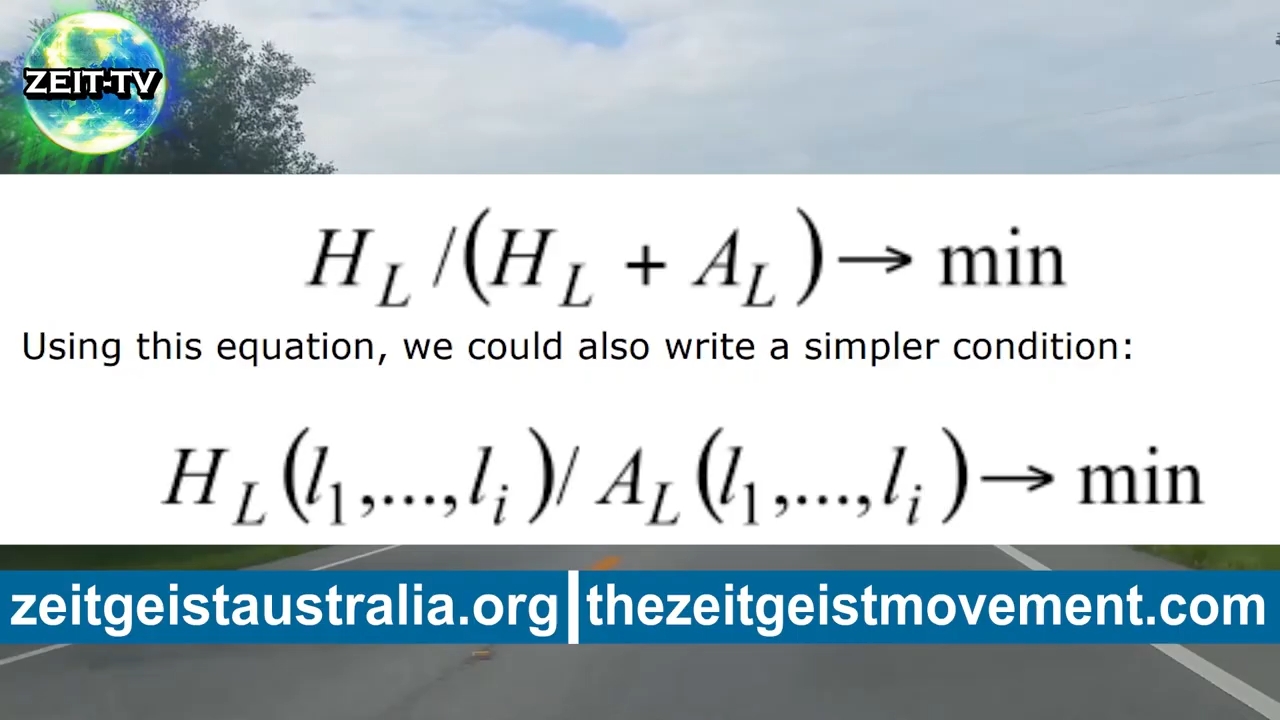 ZEIT-TV
H_L /(H_L + A_L) → min
Using this equation, we could also write a simpler condition:
H_L (l_1,...,l_i)/ A_L (l_1,...,l_i) → min
zeitgeistaustralia.org|thezeitgeistmovement.com